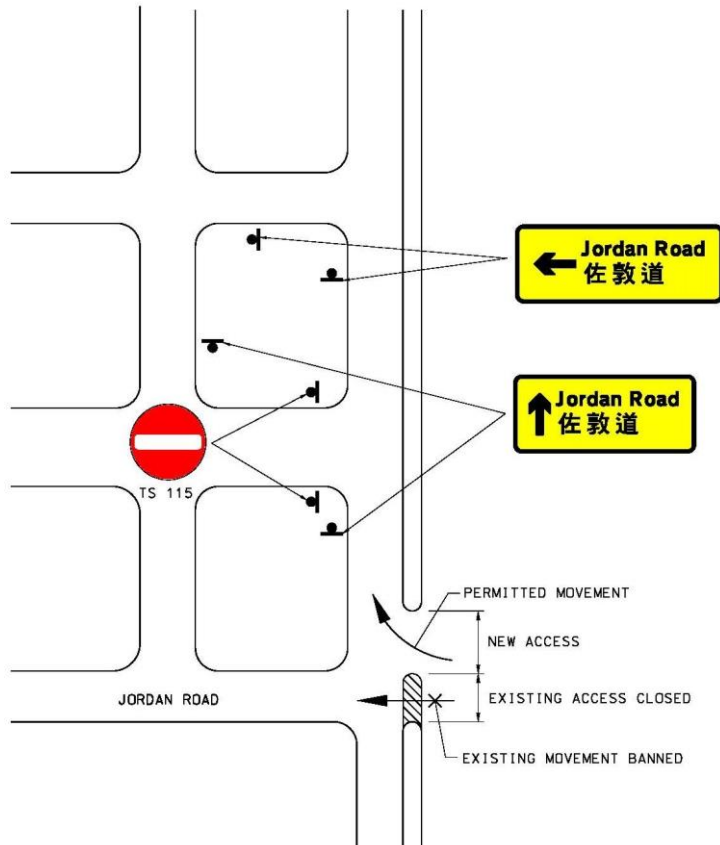 Jordan Road
佐敦道
Jordan Road
佐敦道
TS 115
PERMITTED MOVEMENT
NEW ACCESS
JORDAN ROAD
EXISTING ACCESS CLOSED
EXISTING MOVEMENT BANNED